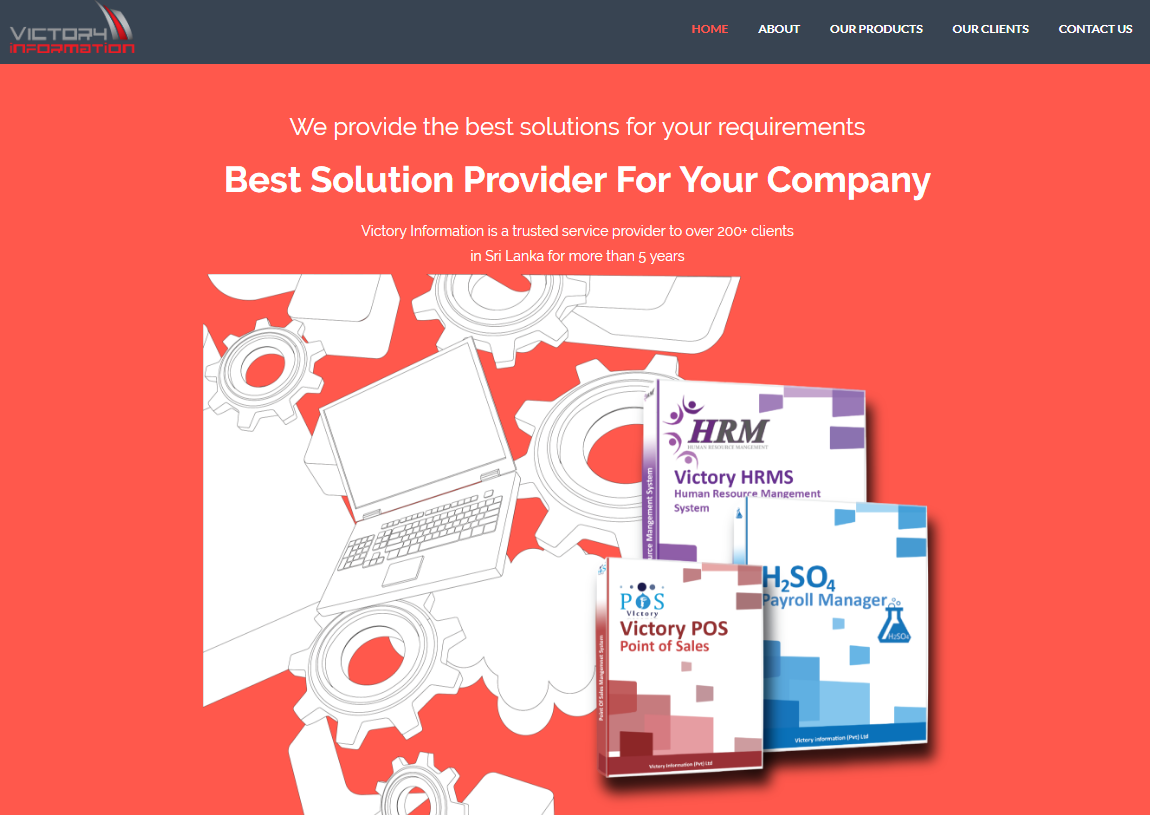 VICTORY
INFORMATION
HOME
ABOUT
OUR PRODUCTS
OUR CLIENTS
CONTACT US
We provide the best solutions for your requirements
Best Solution Provider For Your Company
Victory Information is a trusted service provider to over 200+ clients
in Sri Lanka for more than 5 years
HRM
HUMAN RESOURCE MANGEMENT
Victory HRMS
Human Resource Mangement
System
ource Mangement System
H₂SO₄
Payroll Manager
H₂SO₄
Victory Information (Pvt) Ltd
POS
Victory
Victory POS
Point of Sales
Point Of Sales Mangement System
Victory Information (Pvt) Ltd